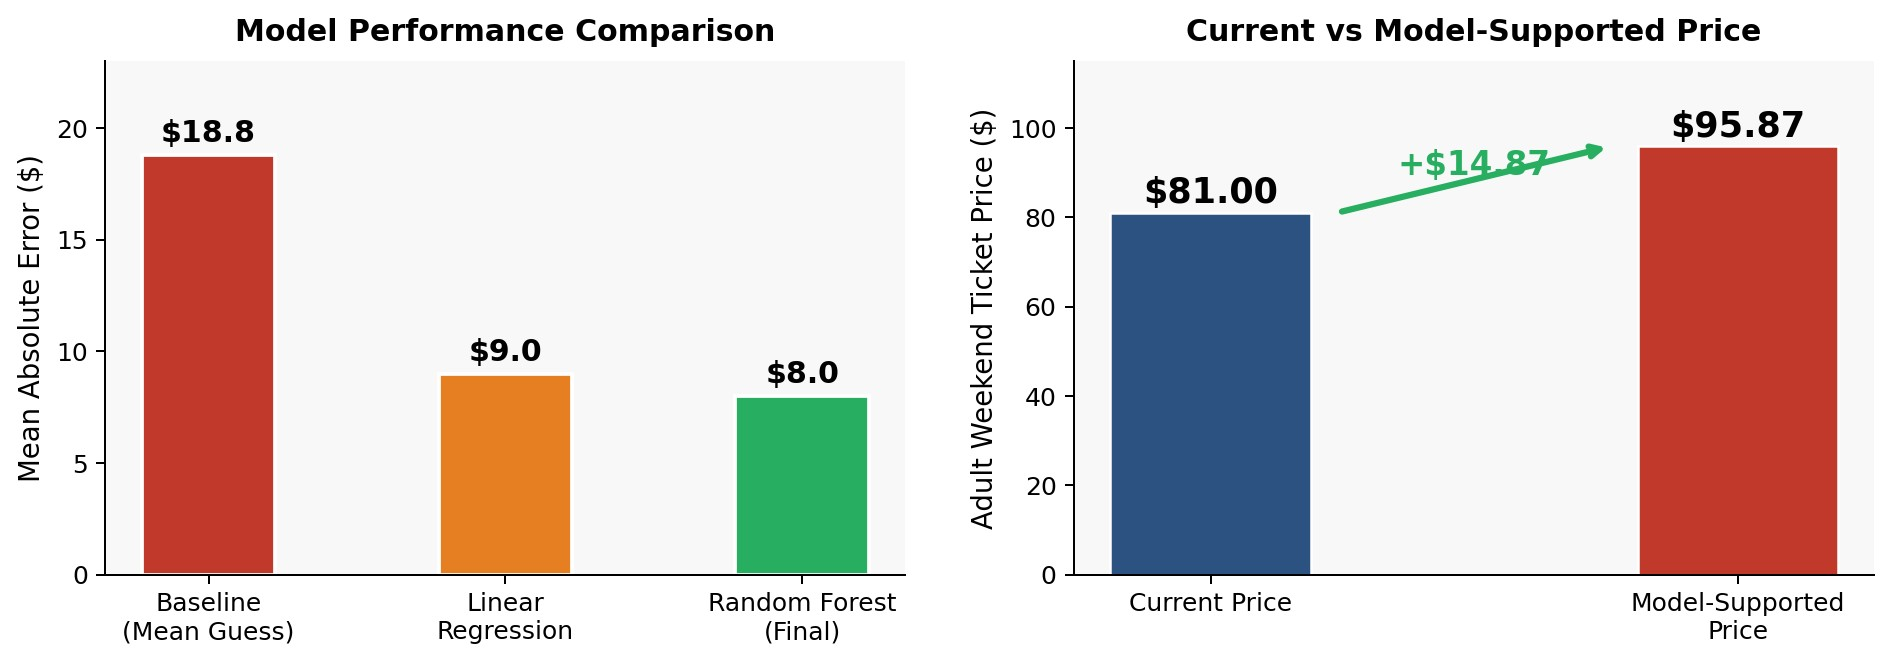 Model Performance Comparison
Mean Absolute Error ($)
20
15
10
5
0
$18.8
$9.0
$8.0
Baseline
(Mean Guess)
Linear
Regression
Random Forest
(Final)
Current vs Model-Supported Price
Adult Weekend Ticket Price ($)
100
80
60
40
20
0
$81.00
+$14.87
$95.87
Current Price
Model-Supported
Price